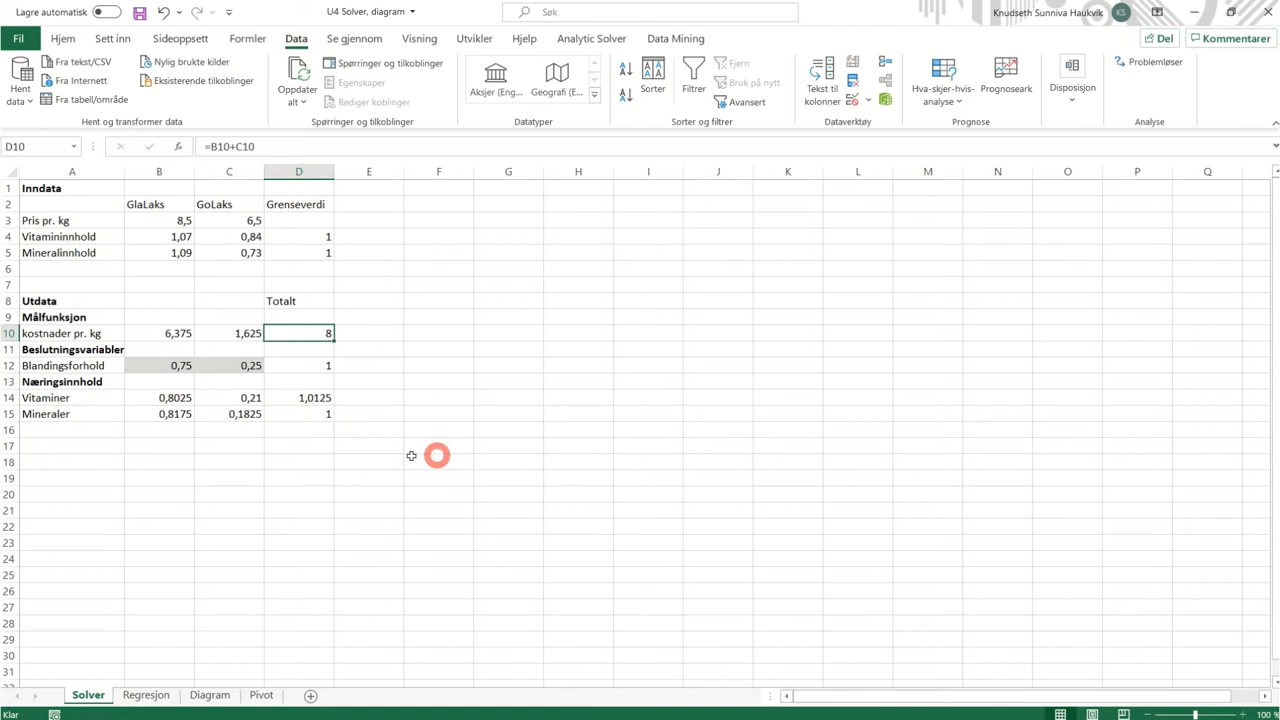 Lagre automatisk
U4 Solver, diagram
Søk
Knudseth Sunniva Haukvik KS
Fil Hjem Sett inn Sideoppsett Formler Data Se gjennom Visning Utvikler Hjelp Analytic Solver Data Mining Del Kommentarer
Hent data
Fra tekst/CSV
Fra Internett
Fra tabell/område
Nylig brukte kilder
Eksisterende tilkoblinger
Hent og transformer data
Oppdater alt
Spørringer og tilkoblinger
Egenskaper
Rediger koblinger
Spørringer og tilkoblinger
Aksjer (Eng...
Geografi (E...
Datatyper
Sorter
Filtrer
Fjern
Bruk på nytt
Avansert
Sorter og filtrer
Tekst til kolonner
Dataverktøy
Hva-skjer-hvis-analyse
Prognoseark
Prognose
Disposjon
Problemløser
Analyse
D10 fx =B10+C10
A B C D E F G H I J K L M N O P Q
1 Inndata
2 GlaLaks GoLaks Grenseverdi
3 Pris pr. kg 8,5 6,5
4 Vitamininnhold 1,07 0,84 1
5 Mineralinnhold 1,09 0,73 1
6
7
8 Utdata Totalt
9 Målfunksjon
10 kostnader pr. kg 6,375 1,625 8
11 Beslutningsvariabler
12 Blandingsforhold 0,75 0,25 1
13 Næringsinnhold
14 Vitaminer 0,8025 0,21 1,0125
15 Mineraler 0,8175 0,1825 1
16
17
18
19
20
21
22
23
24
25
26
27
28
29
30
31
Solver Regresjon Diagram Pivot
Klar 100 %